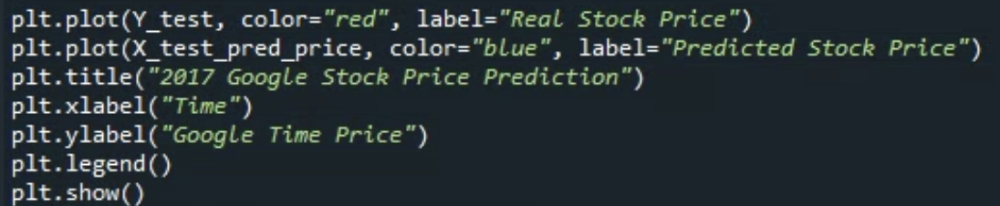 plt.plot(Y_test, color="red", label="Real Stock Price")
plt.plot(X_test_pred_price, color="blue", label="Predicted Stock Price")
plt.title("2017 Google Stock Price Prediction")
plt.xlabel("Time")
plt.ylabel("Google Time Price")
plt.legend()
plt.show()